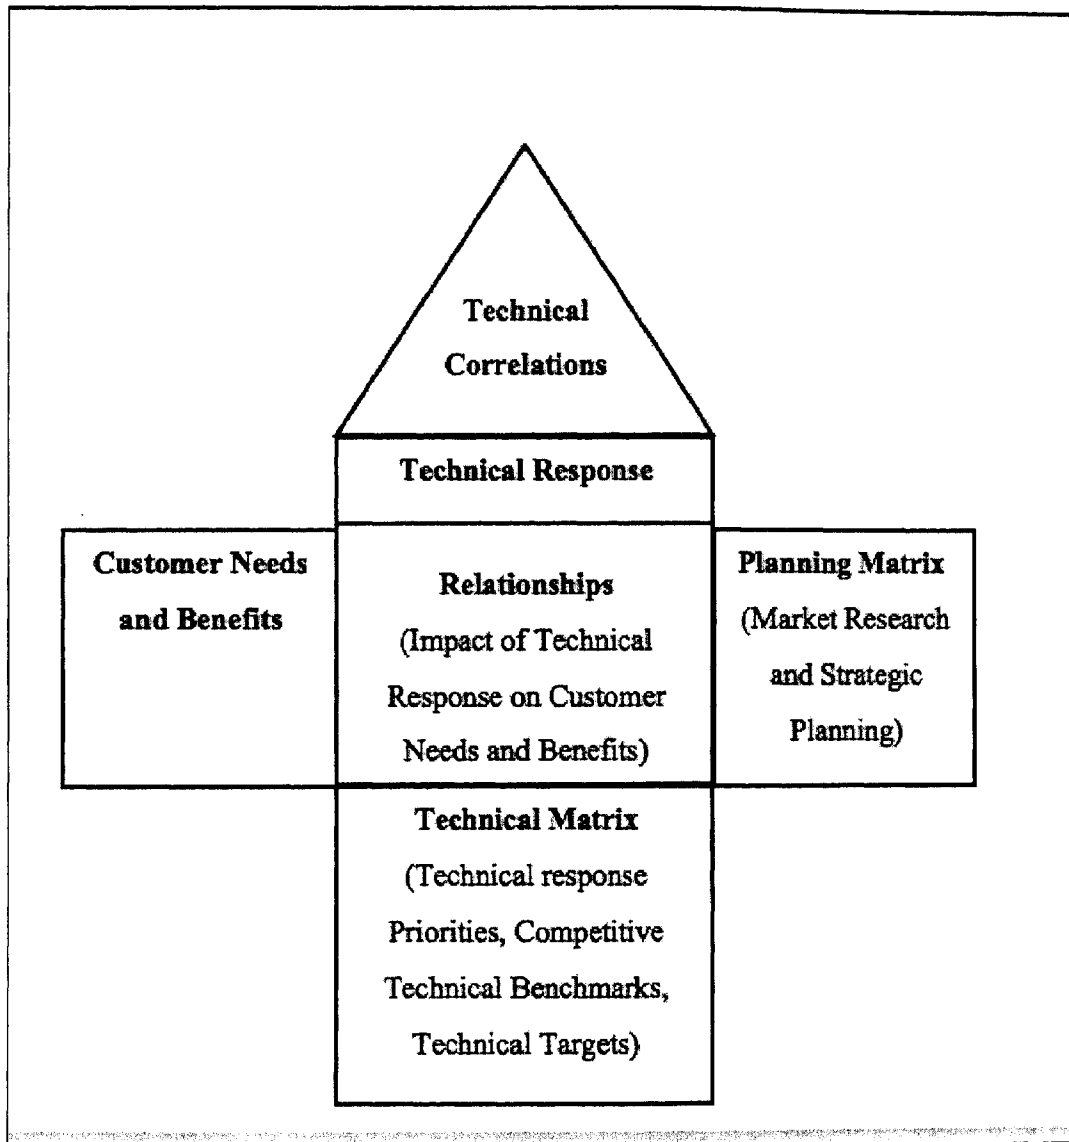 Technical
Correlations
Technical Response
Customer Needs
and Benefits
Relationships
(Impact of Technical
Response on Customer
Needs and Benefits)
Planning Matrix
(Market Research
and Strategic
Planning)
Technical Matrix
(Technical response
Priorities, Competitive
Technical Benchmarks,
Technical Targets)